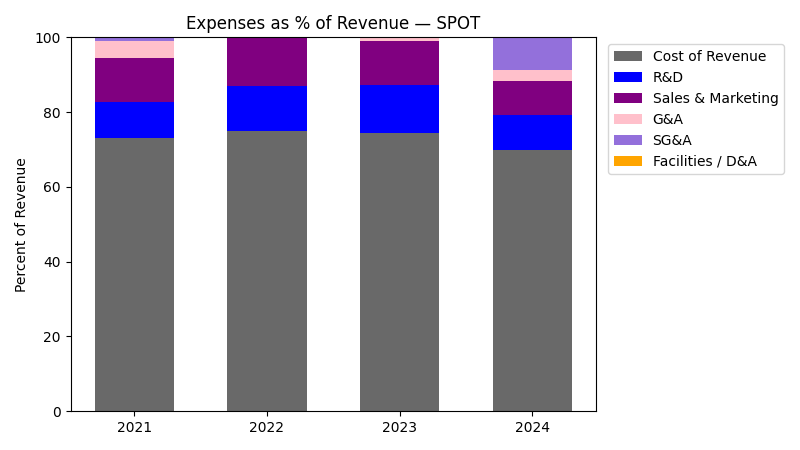 Expenses as % of Revenue — SPOT
Percent of Revenue
100
80
60
40
20
0
2021
2022
2023
2024
Cost of Revenue
R&D
Sales & Marketing
G&A
SG&A
Facilities / D&A